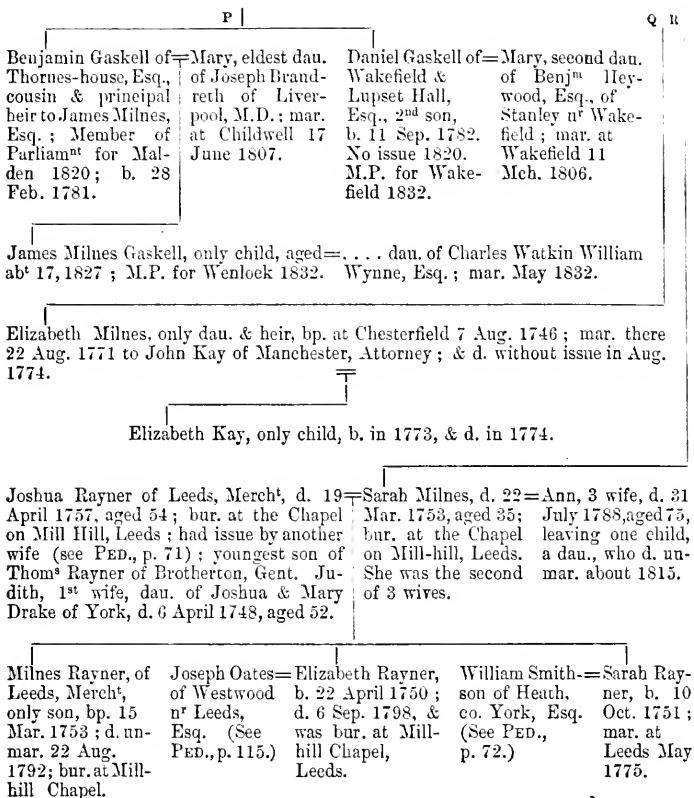 P
Q R
Benjamin Gaskell of
Thornes-house, Esq.,
cousin & principal
heir to James Milnes,
Esq. ; Member of
Parliamnt for Mal-
den 1820; b. 28
Feb. 1781.
=Mary, eldest dau.
of Joseph Brand-
reth of Liver-
pool, M.D. ; mar.
at Childwell 17
June 1807.
Daniel Gaskell of
Wakefield &
Lupset Hall,
Esq., 2nd son,
b. 11 Sep. 1782.
No issue 1820.
M.P. for Wake-
field 1832.
=Mary, second dau.
of Benjm Hey-
wood, Esq., of
Stanley nr Wake-
field ; mar. at
Wakefield 11
Mch. 1806.
James Milnes Gaskell, only child, aged=. . . . dau. of Charles Watkin William
abt 17, 1827 ; M.P. for Wenlock 1832. Wynne, Esq. ; mar. May 1832.
Elizabeth Milnes, only dau. & heir, bp. at Chesterfield 7 Aug. 1746 ; mar. there
22 Aug. 1771 to John Kay of Manchester, Attorney ; & d. without issue in Aug.
1774.
Elizabeth Kay, only child, b. in 1773, & d. in 1774.
Joshua Rayner of Leeds, Mercht, d. 19
April 1757, aged 54 ; bur. at the Chapel
on Mill Hill, Leeds ; had issue by another
wife (see PED., p. 71) ; youngest son of
Thoms Rayner of Brotherton, Gent. Ju-
dith, 1st wife, dau. of Joshua & Mary
Drake of York, d. 6 April 1748, aged 52.
=Sarah Milnes, d. 22
Mar. 1753, aged 35;
bur. at the Chapel
on Mill-hill, Leeds.
She was the second
of 3 wives.
=Ann, 3 wife, d. 31
July 1788, aged 75,
leaving one child,
a dau., who d. un-
mar. about 1815.
Milnes Rayner, of
Leeds, Mercht,
only son, bp. 15
Mar. 1753 ; d. un-
mar. 22 Aug.
1792; bur. at Mill-
hill Chapel.
Joseph Oates=
of Westwood
nr Leeds,
Esq. (See
PED., p. 115.)
Elizabeth Rayner,
b. 22 April 1750 ;
d. 6 Sep. 1798, &
was bur. at Mill-
hill Chapel,
Leeds.
William Smith-=
son of Heath,
co. York, Esq.
(See PED.,
p. 72.)
Sarah Ray-
ner, b. 10
Oct. 1751 ;
mar. at
Leeds May
1775.